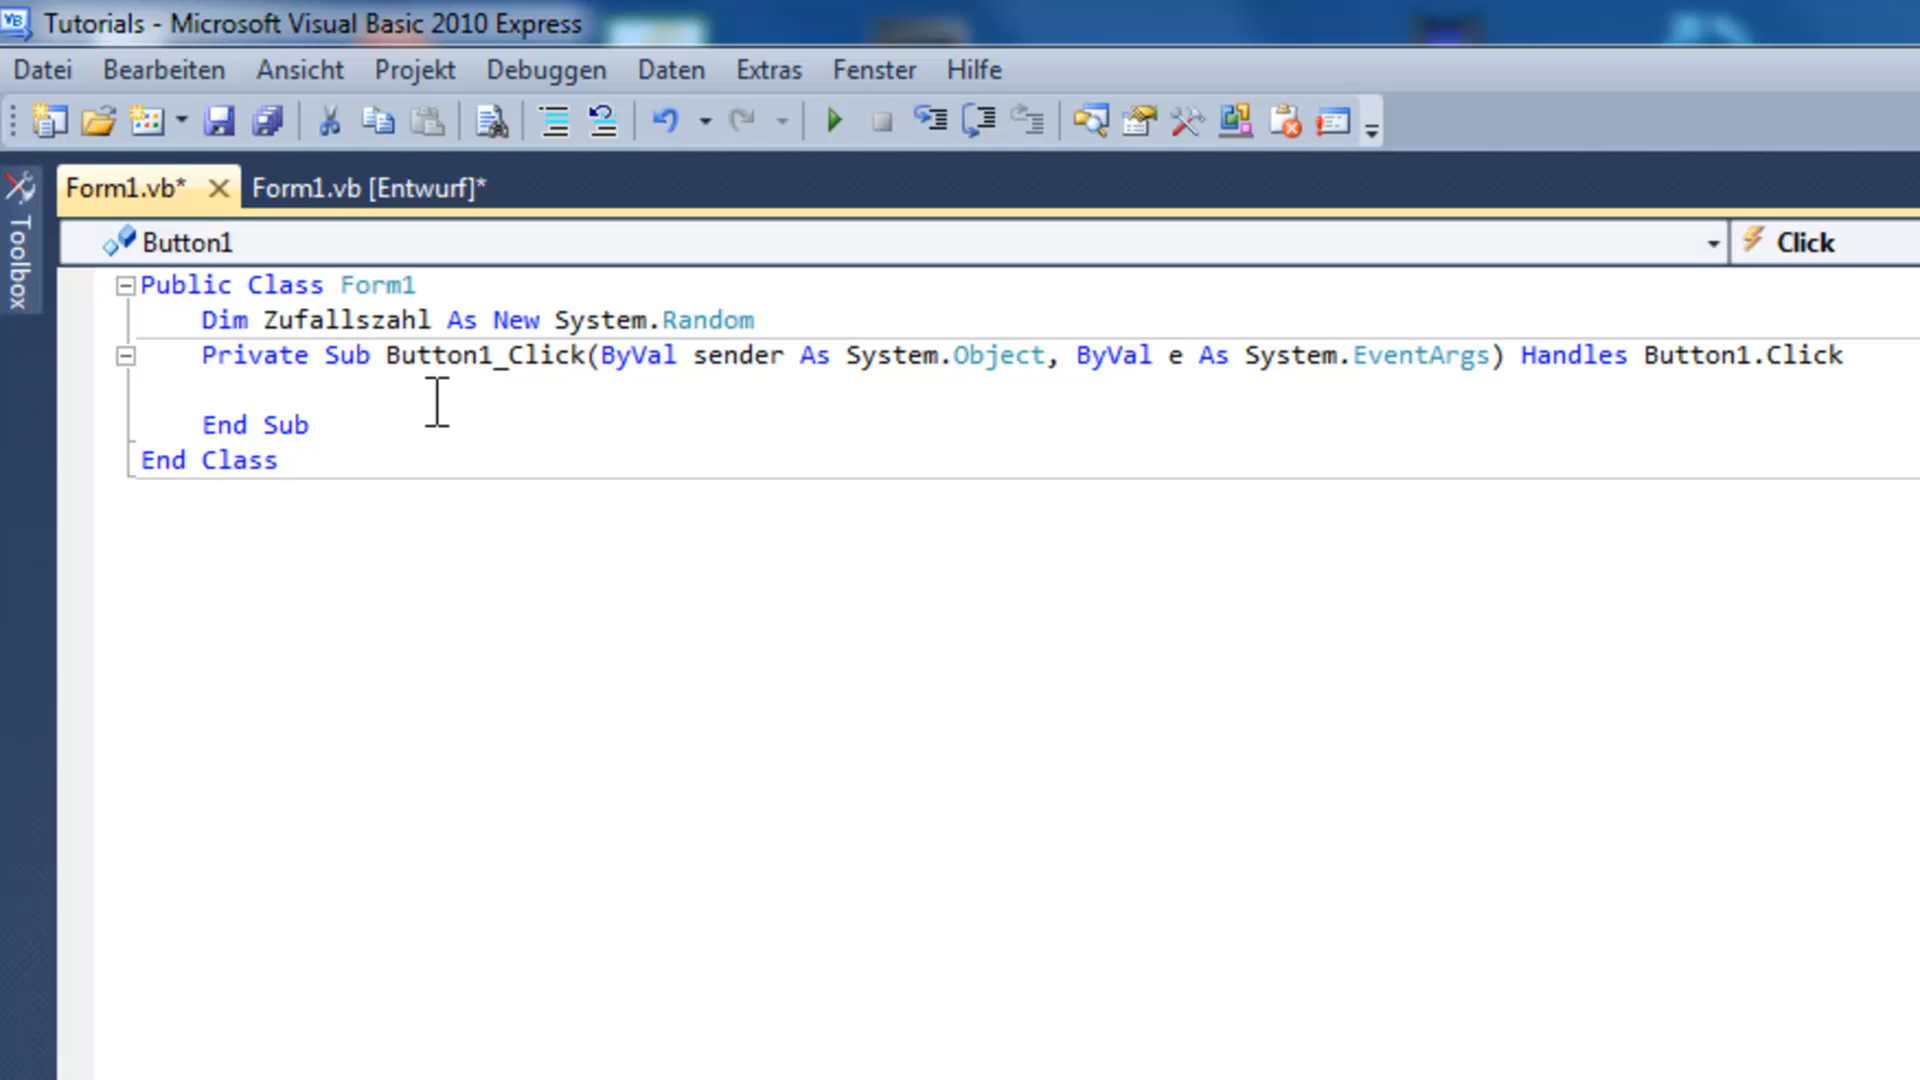 Tutorials - Microsoft Visual Basic 2010 Express
Datei Bearbeiten Ansicht Projekt Debuggen Daten Extras Fenster Hilfe
Form1.vb* Form1.vb [Entwurf]*
Toolbox
Button1 Click
Public Class Form1
Dim Zufallszahl As New System.Random
Private Sub Button1_Click(ByVal sender As System.Object, ByVal e As System.EventArgs) Handles Button1.Click
End Sub
End Class